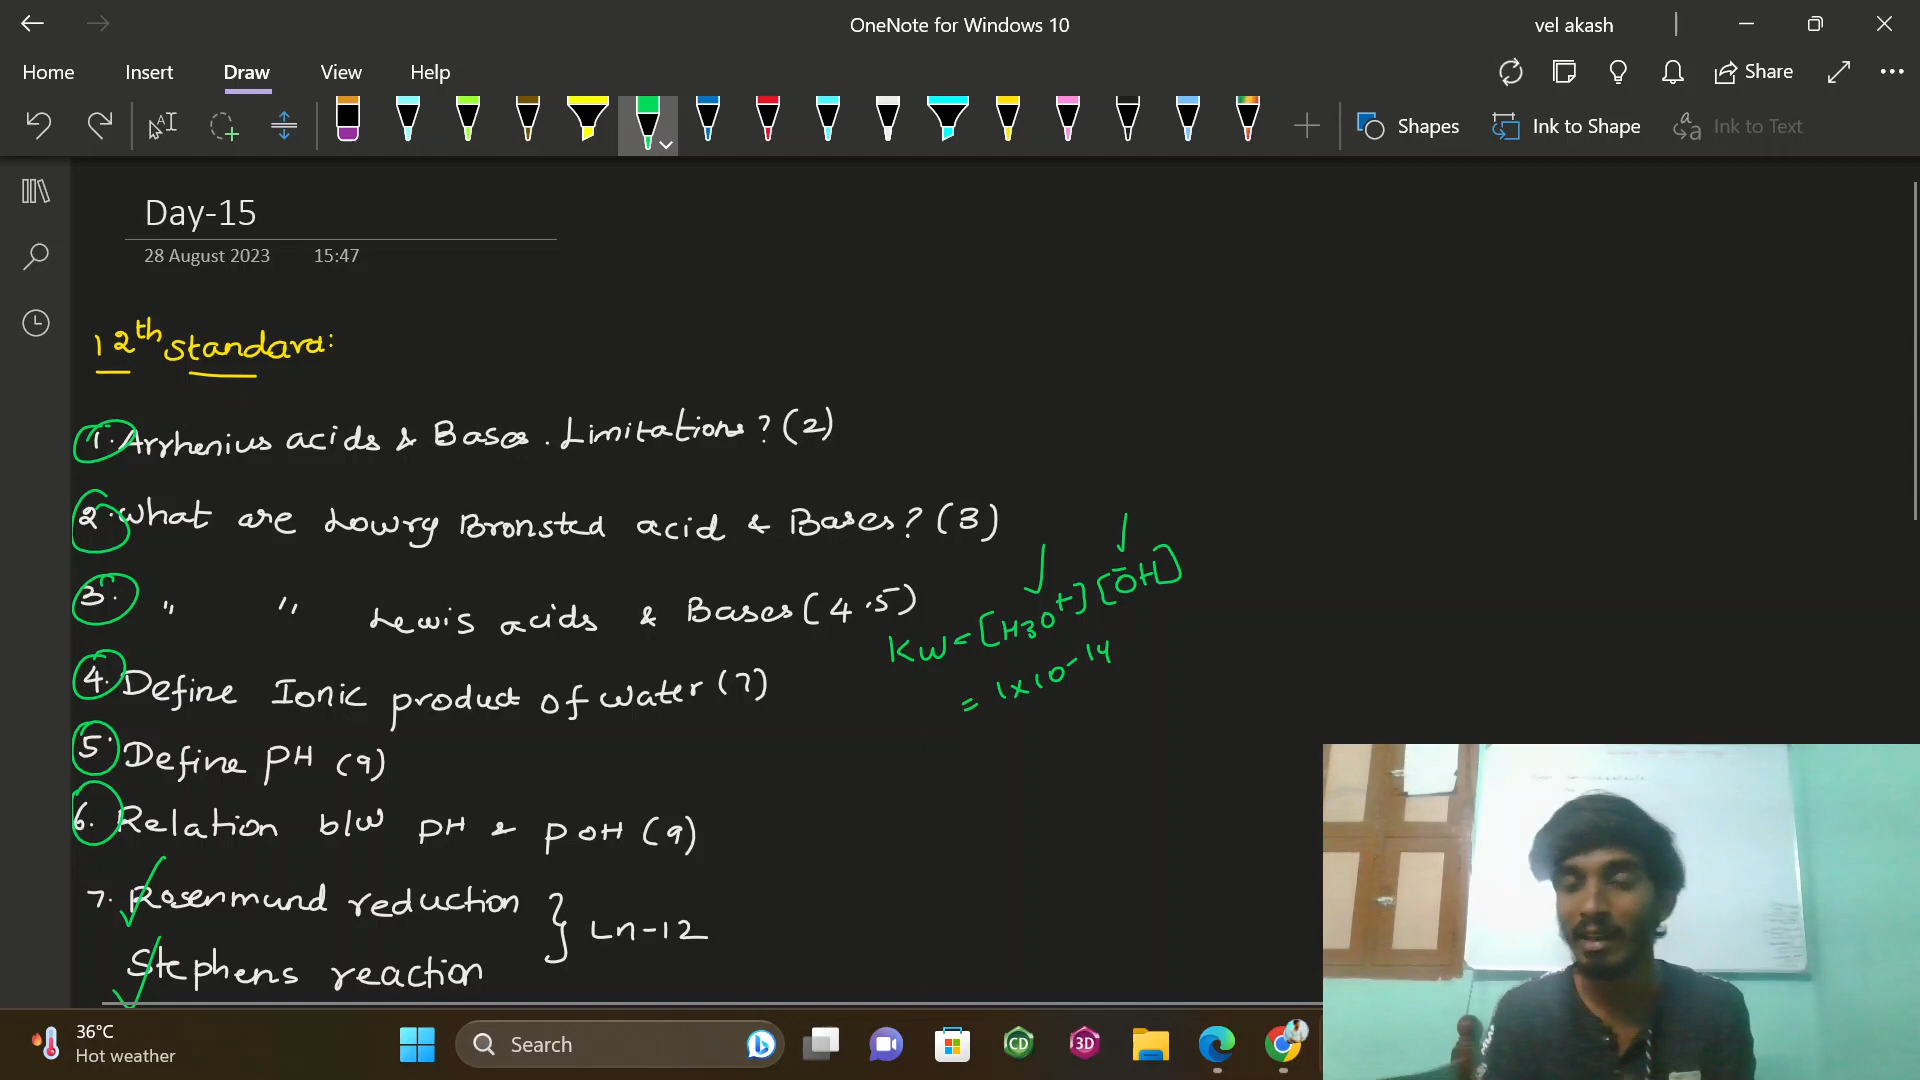 OneNote for Windows 10
vel akash
Home Insert Draw View Help
Share
Shapes Ink to Shape Ink to Text
Day-15
28 August 2023 15:47
12th standard:
1. Arrhenius acids & Bases. Limitations? (2)
2. What are Lowry Bronsted acid & Bases? (3)
3. " " Lewis acids & Bases (4.5)
Kw = [H3O+] [ŌH]
= 1x10-14
4. Define Ionic product of water (7)
5. Define PH (9)
6. Relation b/w PH & POH (9)
7. Rosenmund reduction
Stephens reaction
} Ln-12
36°C
Hot weather
Search
CD
3D